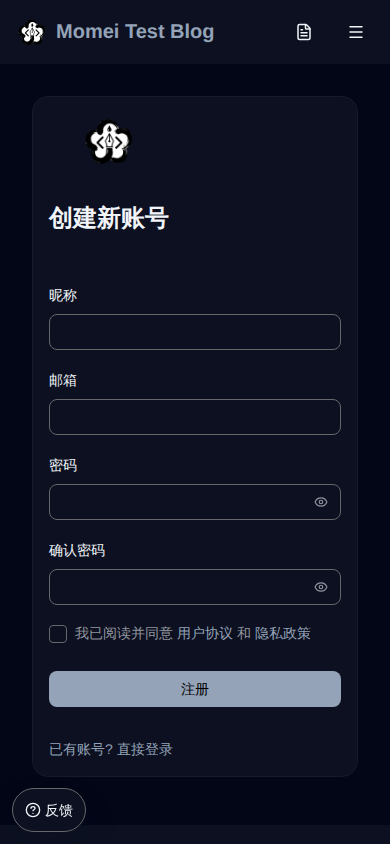 Momei Test Blog
创建新账号
昵称
邮箱
密码
确认密码
我已阅读并同意 用户协议 和 隐私政策
注册
已有账号? 直接登录
反馈